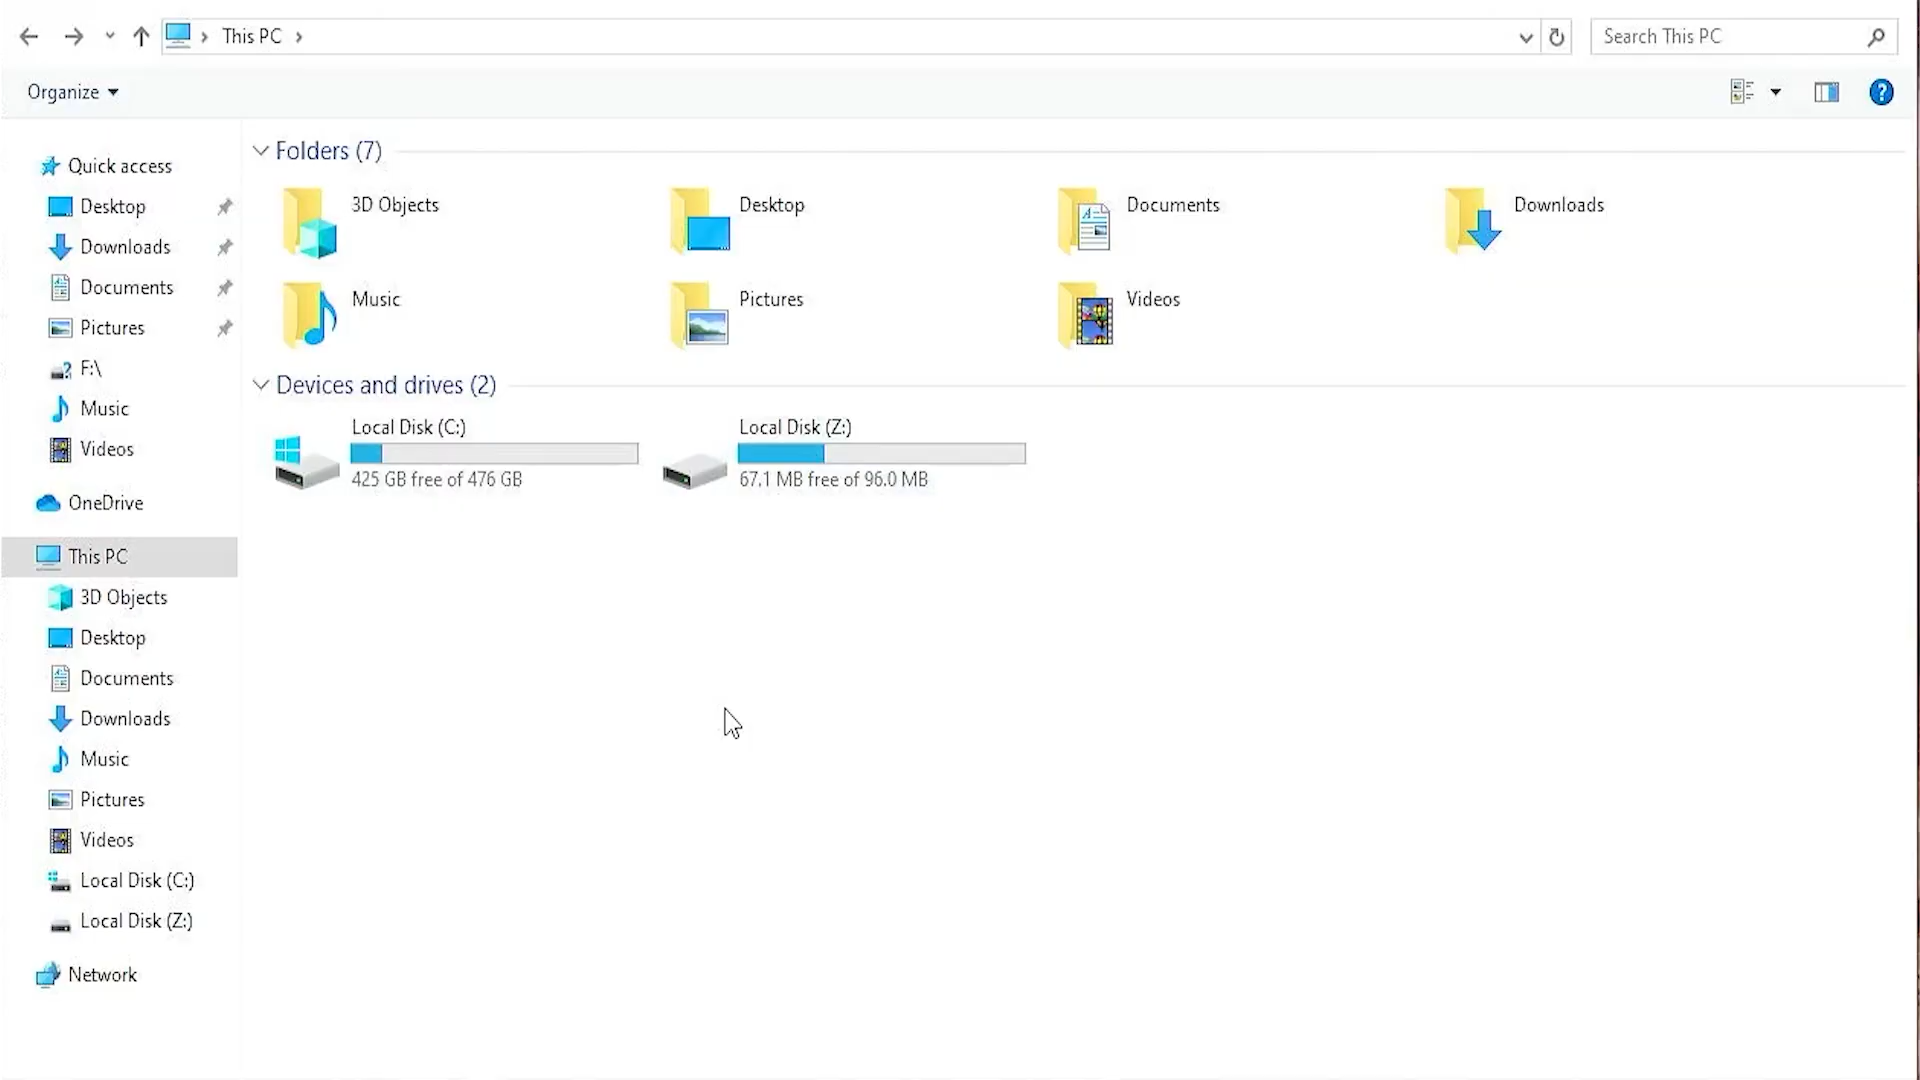 This PC
Search This PC
Organize
Quick access
Desktop
Downloads
Documents
Pictures
F:\
Music
Videos
OneDrive
This PC
3D Objects
Desktop
Documents
Downloads
Music
Pictures
Videos
Local Disk (C:)
Local Disk (Z:)
Network
Folders (7)
3D Objects
Desktop
Documents
Downloads
Music
Pictures
Videos
Devices and drives (2)
Local Disk (C:)
425 GB free of 476 GB
Local Disk (Z:)
67.1 MB free of 96.0 MB